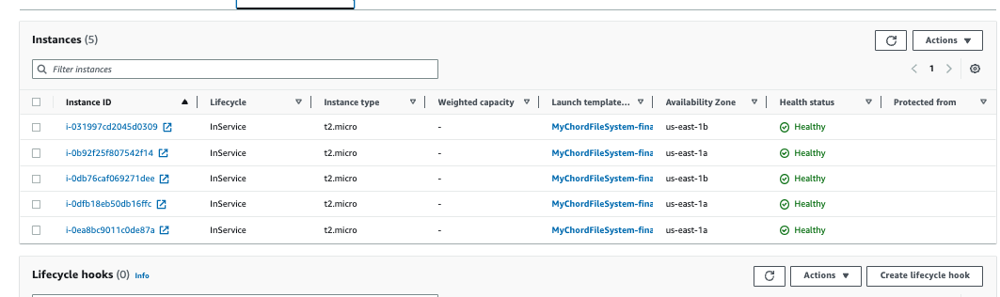 Instances (5)
Actions
Filter instances
1
Instance ID Lifecycle Instance type Weighted capacity Launch template... Availability Zone Health status Protected from
i-031997cd2045d0309 InService t2.micro - MyChordFileSystem-fina us-east-1b Healthy
i-0b92f25f807542f14 InService t2.micro - MyChordFileSystem-fina us-east-1a Healthy
i-0db76caf069271dee InService t2.micro - MyChordFileSystem-fina us-east-1b Healthy
i-0dfb18eb50db16ffc InService t2.micro - MyChordFileSystem-fina us-east-1a Healthy
i-0ea8bc9011c0de87a InService t2.micro - MyChordFileSystem-fina us-east-1a Healthy
Lifecycle hooks (0) Info
Actions Create lifecycle hook